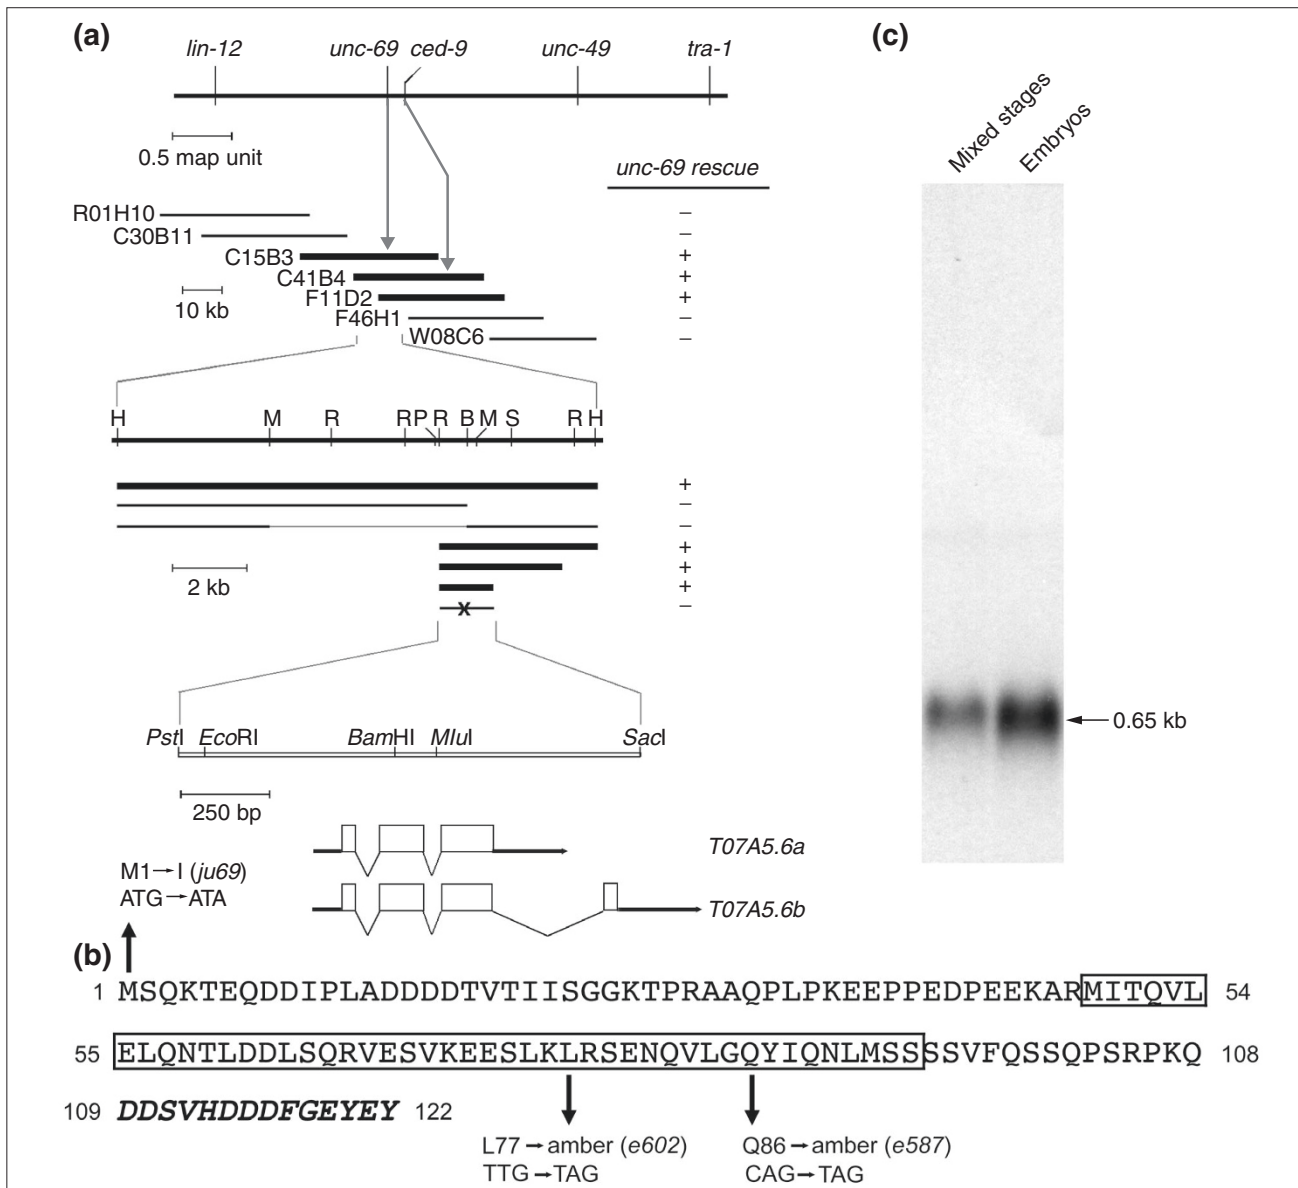 (a)
lin-12 unc-69 ced-9 unc-49 tra-1
0.5 map unit
unc-69 rescue
R01H10 –
C30B11 –
C15B3 +
C41B4 +
10 kb
F11D2 +
F46H1 –
W08C6 –
H M R R P R B M S R H
+
–
–
+
+
2 kb
+
x –
PstI EcoRI BamHI MluI SacI
250 bp
T07A5.6a
M1→I (ju69)
ATG→ATA
T07A5.6b
(c)
Mixed stages
Embryos
0.65 kb
(b)
1 MSQKTEQDDIPLADDDDTVTIISGGKTPRAAQPLPKEEPPEDPEEKARMITQVL 54
55 ELQNTLDDLSQRVESVKEESLKLRSENQVLGQYIQNLMSSSSVFQSSQPSRPKQ 108
109 DDSVHDDDFGEYEY 122
L77→amber (e602)
TTG→TAG
Q86→amber (e587)
CAG→TAG